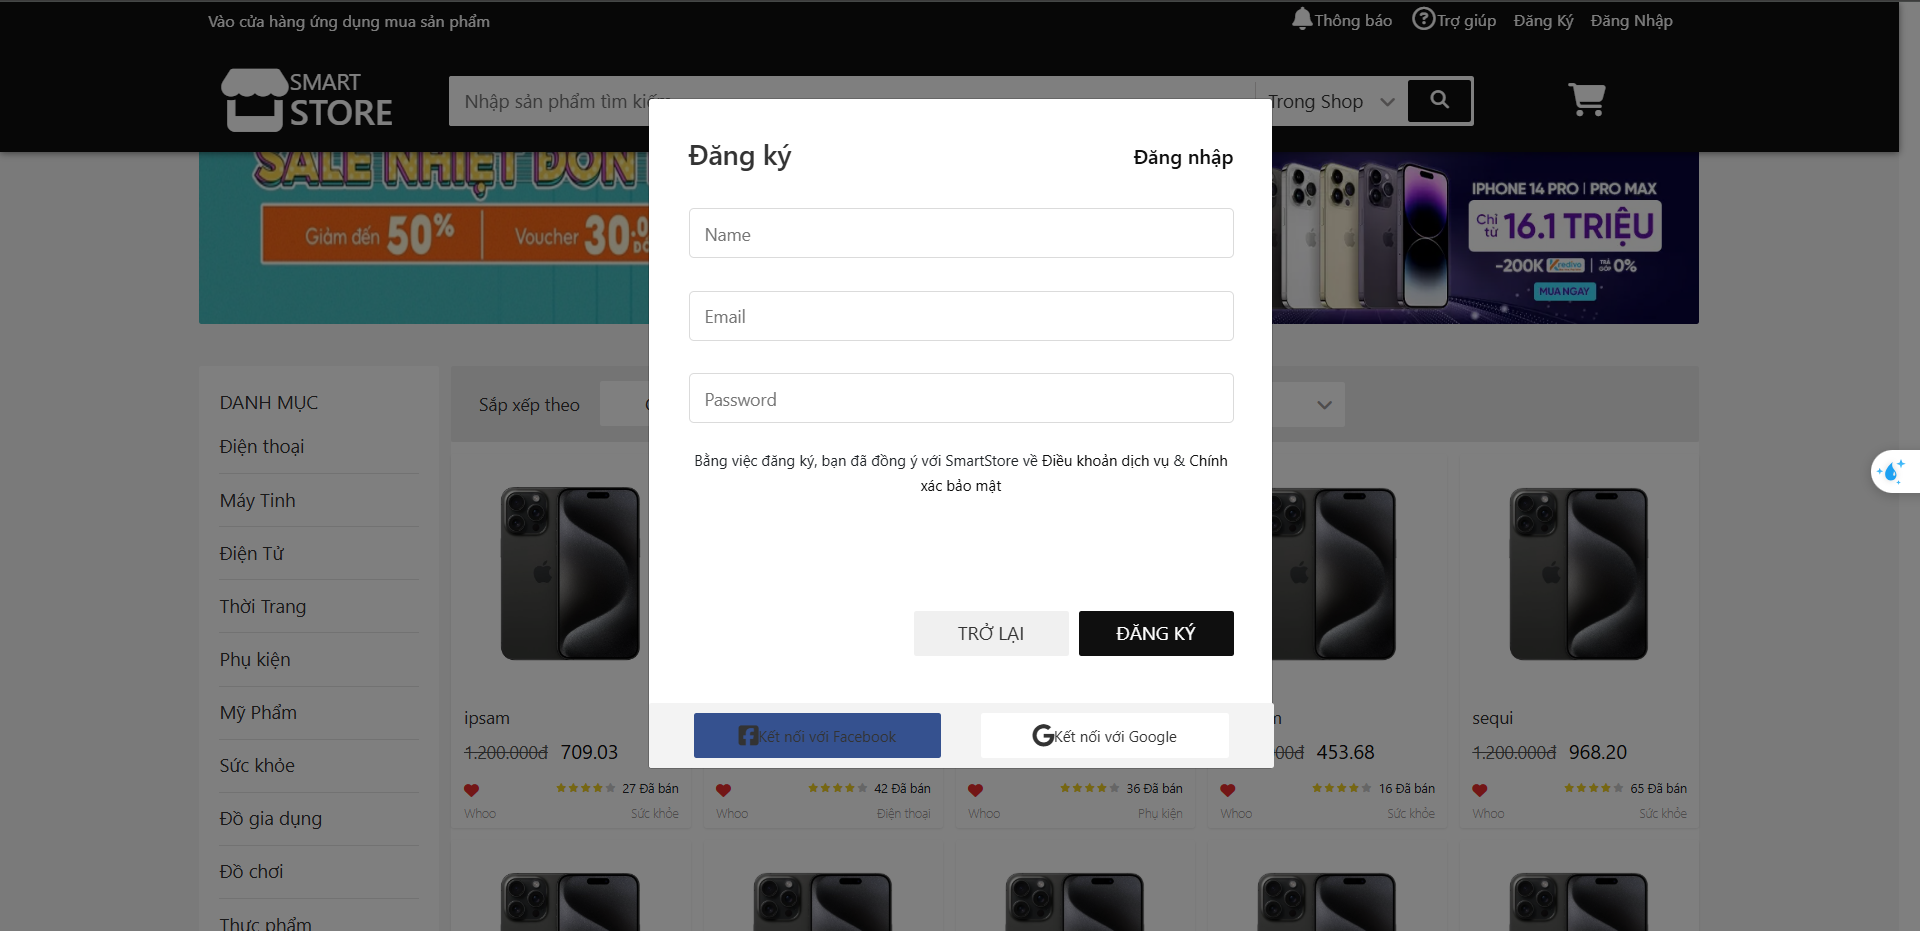 Vào cửa hàng ứng dụng mua sản phẩm
Thông báo
Trợ giúp
Đăng Ký
Đăng Nhập
SMART
STORE
Nhập sản phẩm tìm
Trong Shop
SALE NHIỆT ĐÓN
Giảm đến 50%
Voucher 30.0
IPHONE 14 PRO | PRO MAX
Chỉ từ 16.1 TRIỆU
-200K Kredivo | TRẢ GÓP 0%
MUA NGAY
Đăng ký
Đăng nhập
Name
Email
Password
Bằng việc đăng ký, bạn đã đồng ý với SmartStore về Điều khoản dịch vụ & Chính
xác bảo mật
TRỞ LẠI
ĐĂNG KÝ
Kết nối với Facebook
Kết nối với Google
DANH MỤC
Điện thoại
Máy Tinh
Điện Tử
Thời Trang
Phụ kiện
Mỹ Phẩm
Sức khỏe
Đồ gia dụng
Đồ chơi
Thực phẩm
Sắp xếp theo
ipsam
1.200.000đ 709.03
27 Đã bán
Whoo
Sức khỏe
42 Đã bán
Whoo
Điện thoại
36 Đã bán
Whoo
Phụ kiện
00đ 453.68
16 Đã bán
Whoo
Sức khỏe
sequi
1.200.000đ 968.20
65 Đã bán
Whoo
Sức khỏe